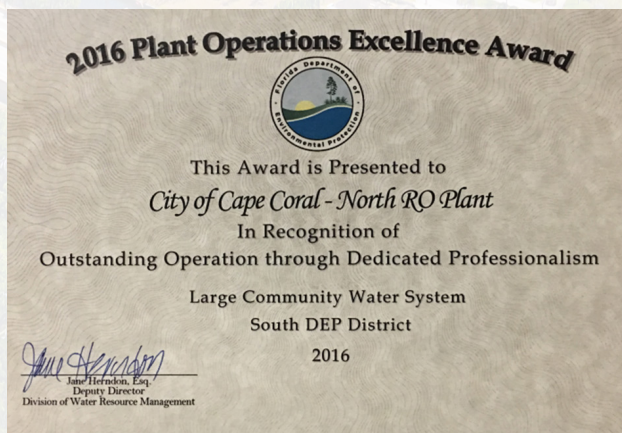 2016 Plant Operations Excellence Award
Florida Department of
Environmental Protection
This Award is Presented to
City of Cape Coral - North RO Plant
In Recognition of
Outstanding Operation through Dedicated Professionalism
Large Community Water System
South DEP District
2016
Jane Herndon
Jane Herndon, Esq.
Deputy Director
Division of Water Resource Management